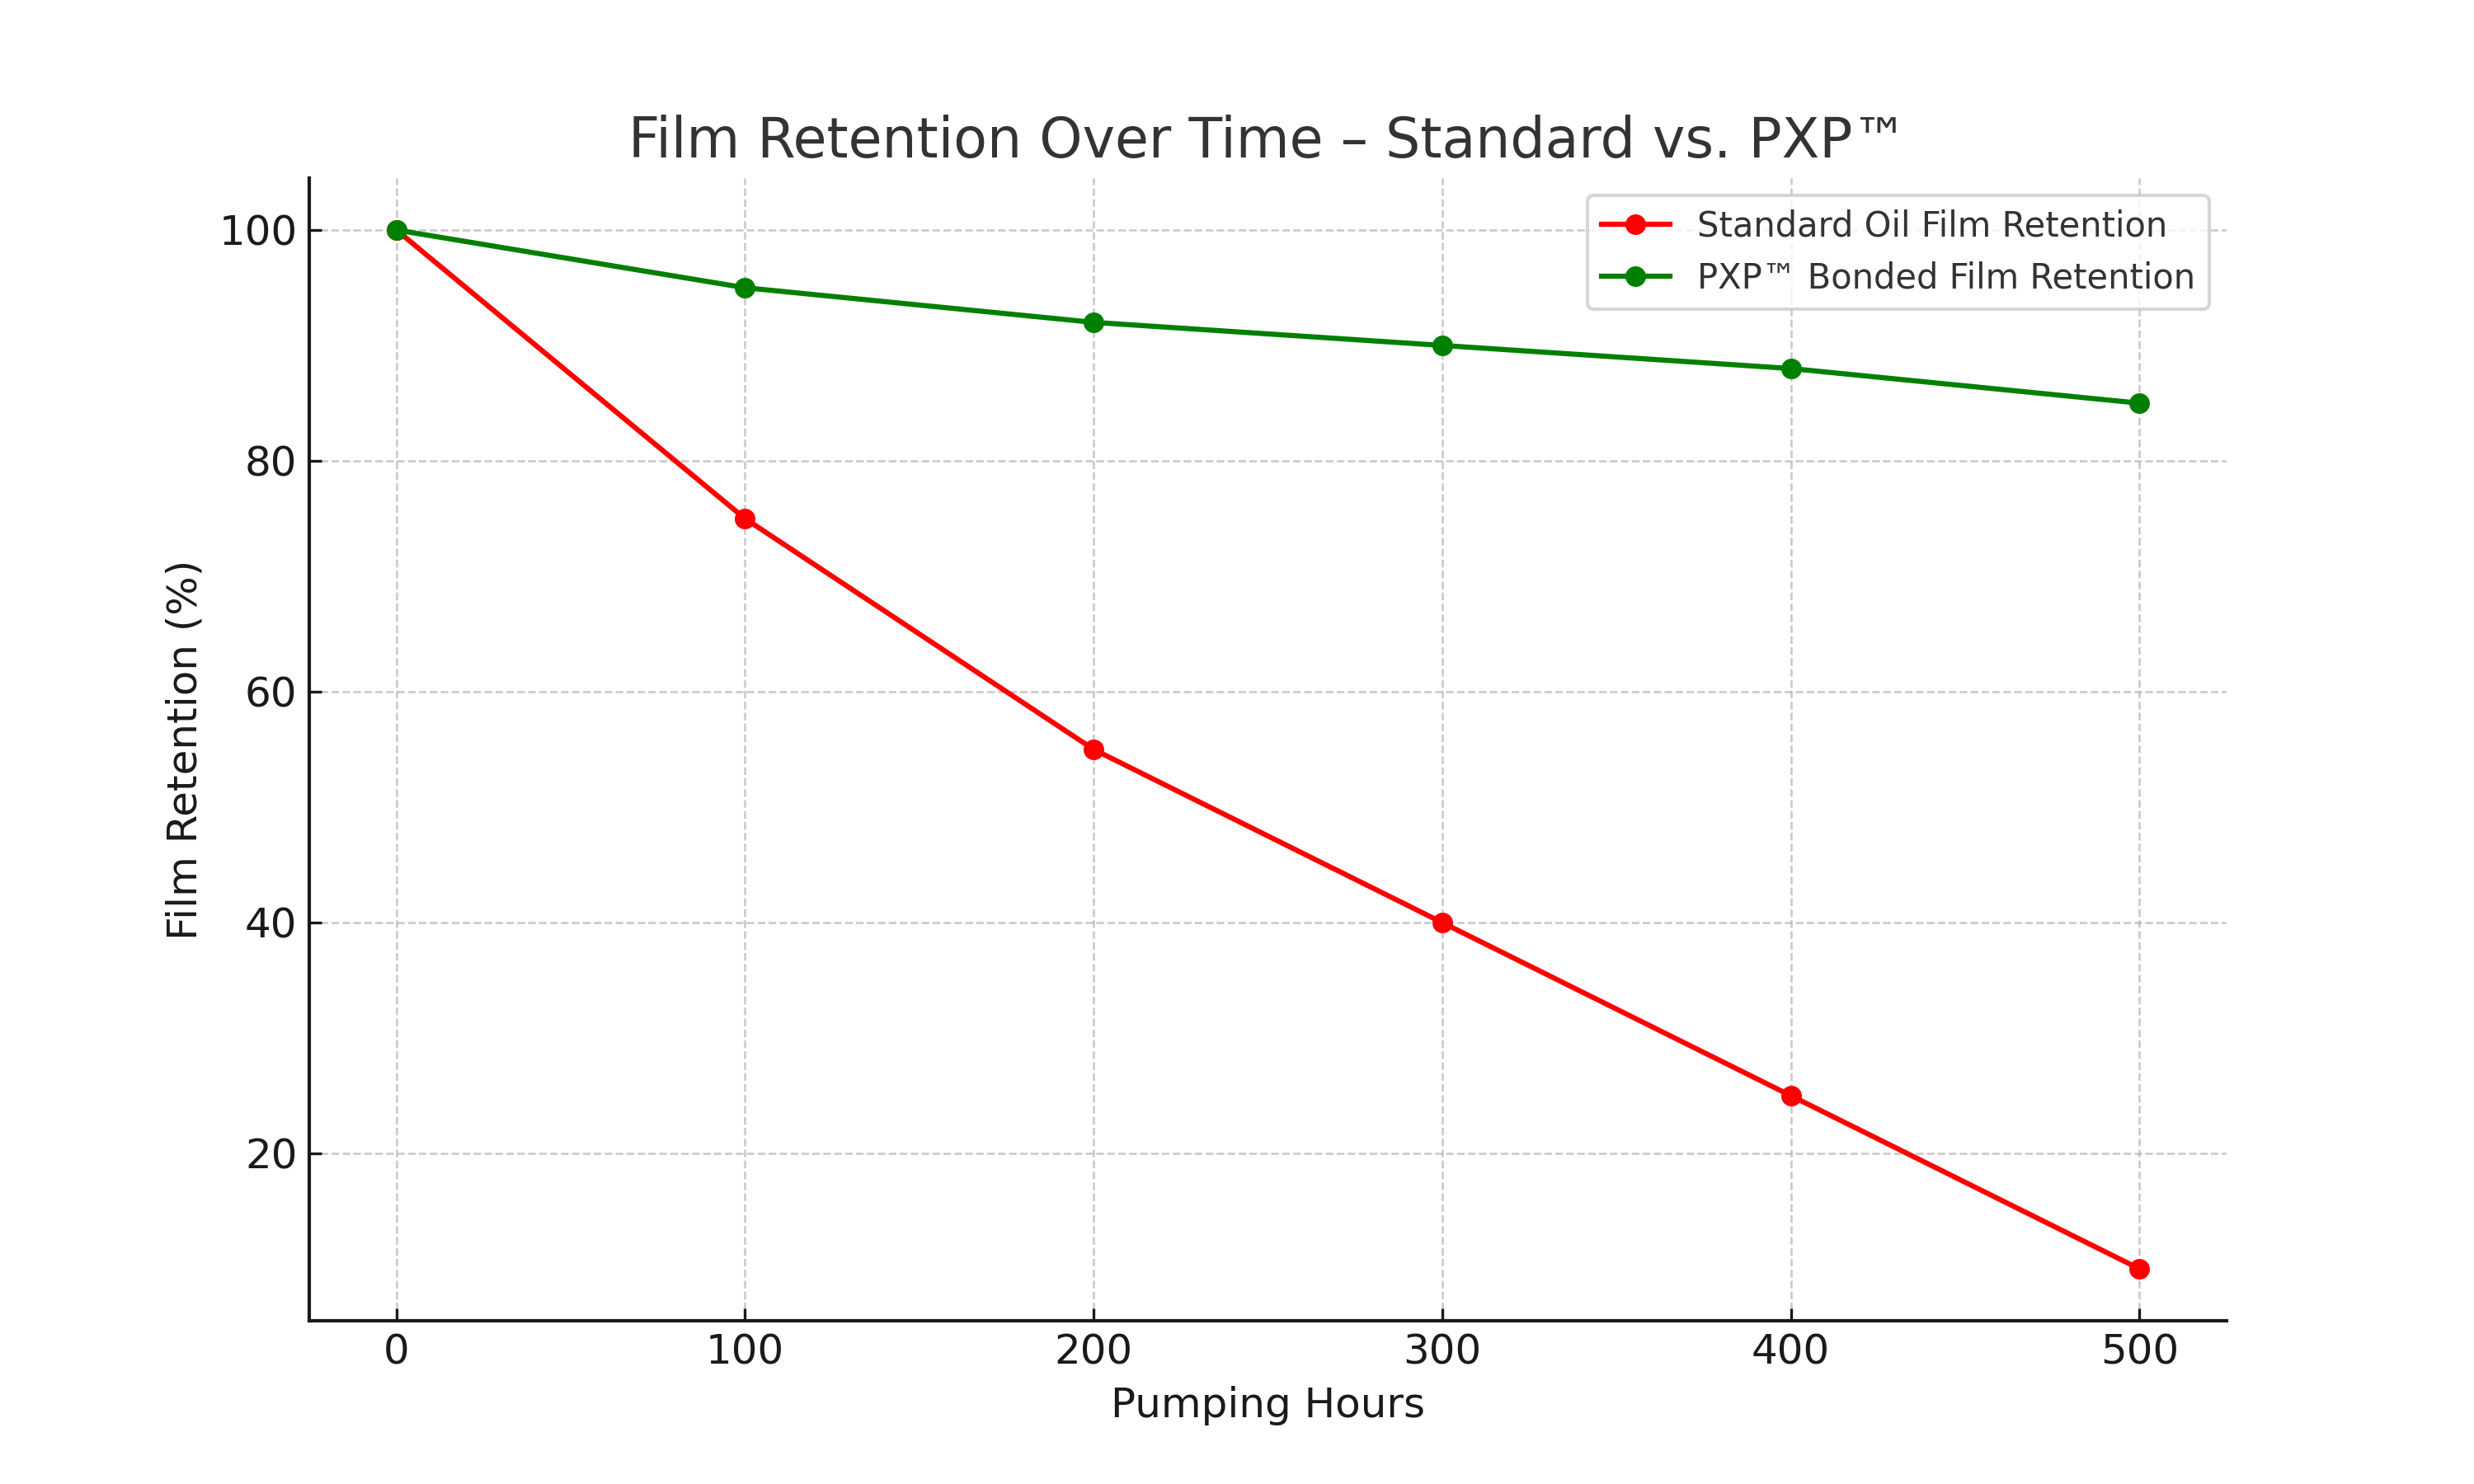 Film Retention Over Time – Standard vs. PXP™
Standard Oil Film Retention
PXP™ Bonded Film Retention
Film Retention (%)
100
80
60
40
20
0 100 200 300 400 500
Pumping Hours